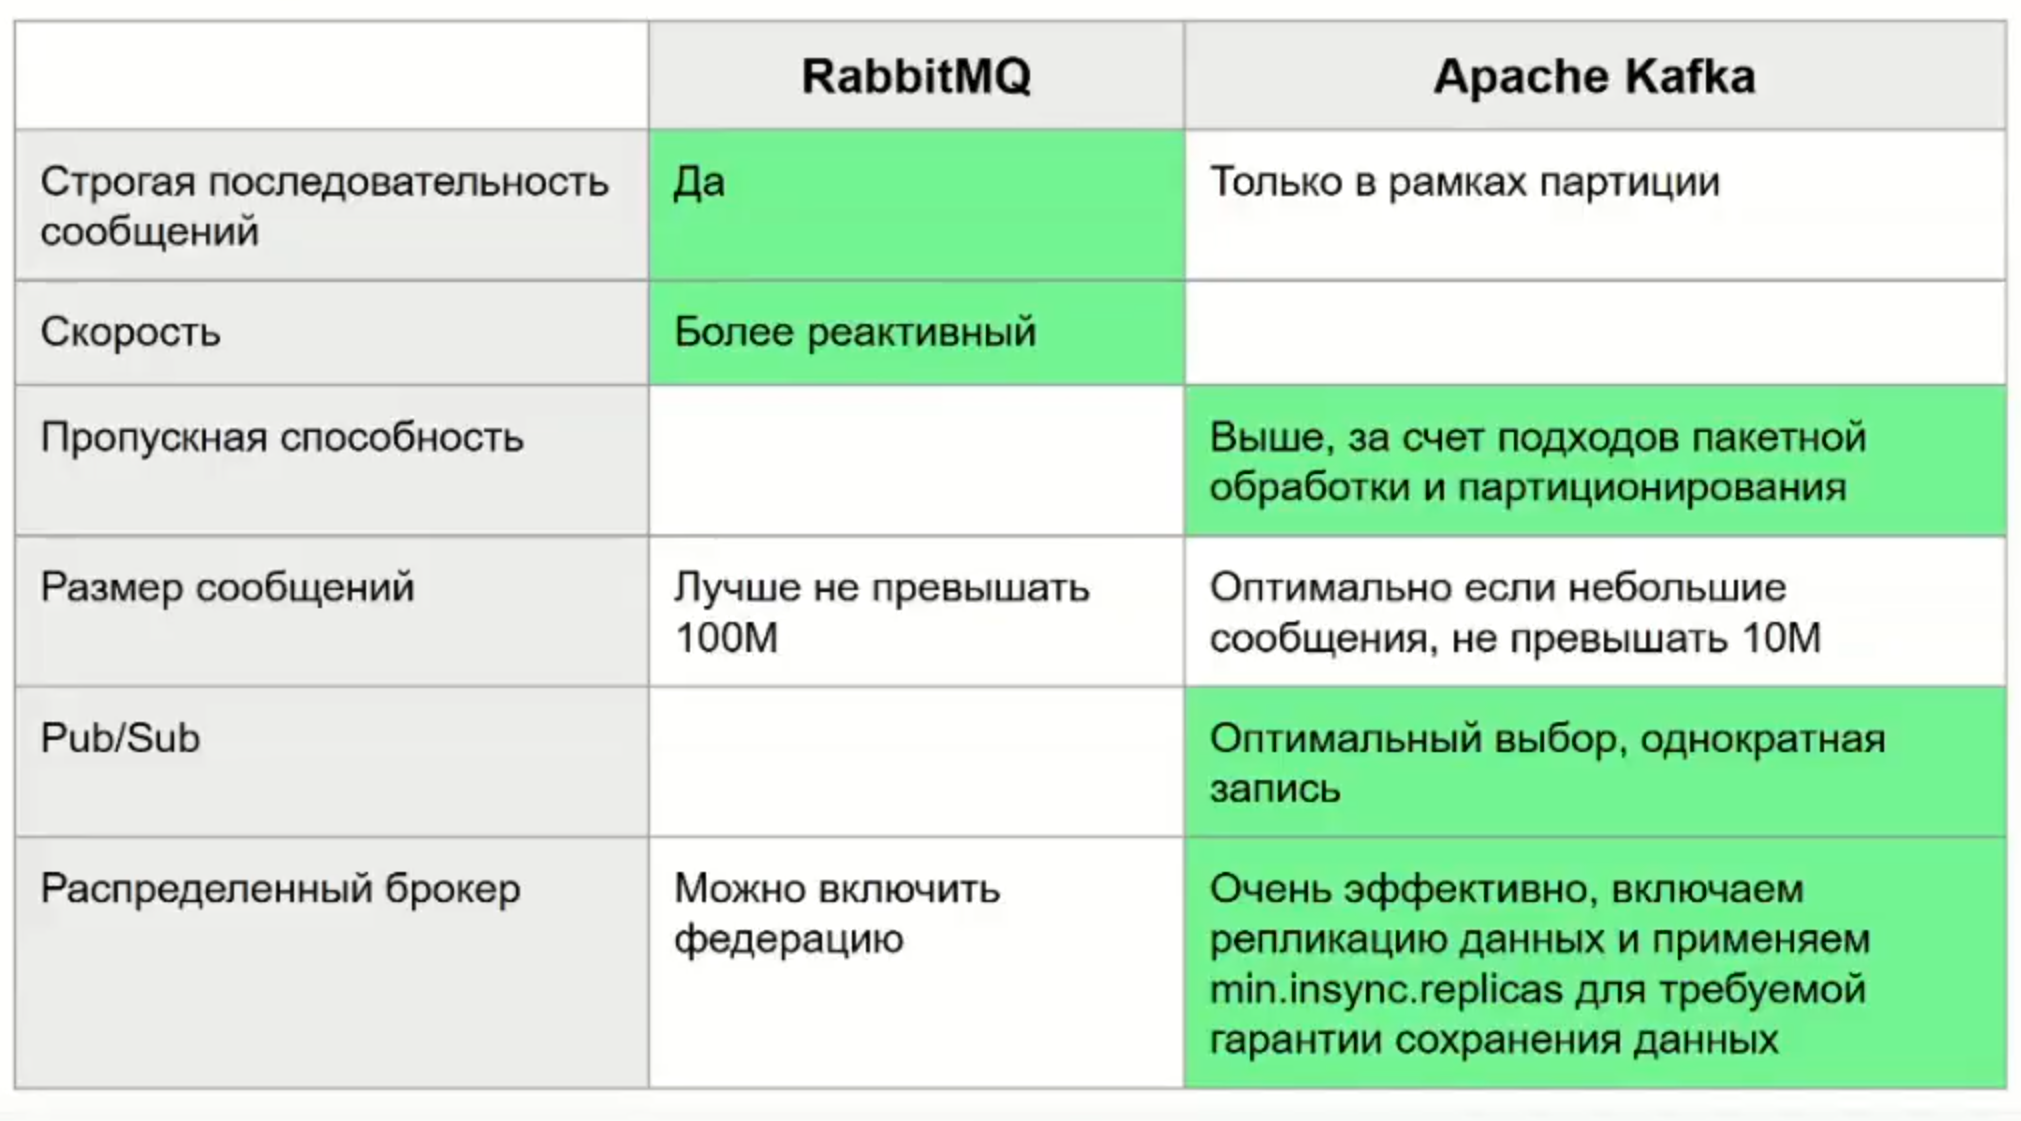 RabbitMQ
Apache Kafka
Строгая последовательность
сообщений
Да
Только в рамках партиции
Скорость
Более реактивный
Пропускная способность
Выше, за счет подходов пакетной
обработки и партиционирования
Размер сообщений
Лучше не превышать
100М
Оптимально если небольшие
сообщения, не превышать 10М
Pub/Sub
Оптимальный выбор, однократная
запись
Распределенный брокер
Можно включить
федерацию
Очень эффективно, включаем
репликацию данных и применяем
min.insync.replicas для требуемой
гарантии сохранения данных